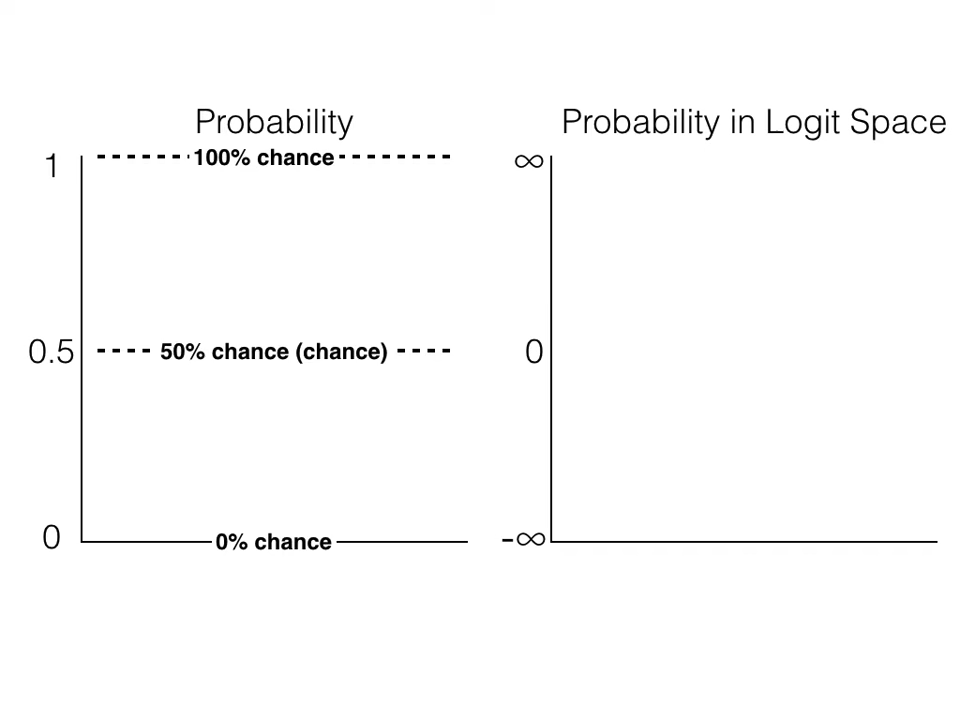 Probability
1
100% chance
0.5
50% chance (chance)
0
0% chance
Probability in Logit Space
∞
0
-∞